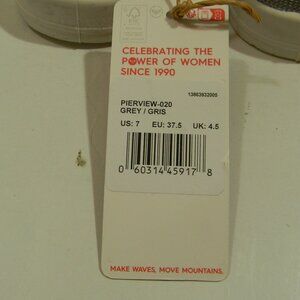 CELEBRATING THE
POWER OF WOMEN
SINCE 1990
13863932005
PIERVIEW-020
GREY / GRIS
US: 7 EU: 37.5 UK: 4.5
0 60314 45917 8
MAKE WAVES, MOVE MOUNTAINS.